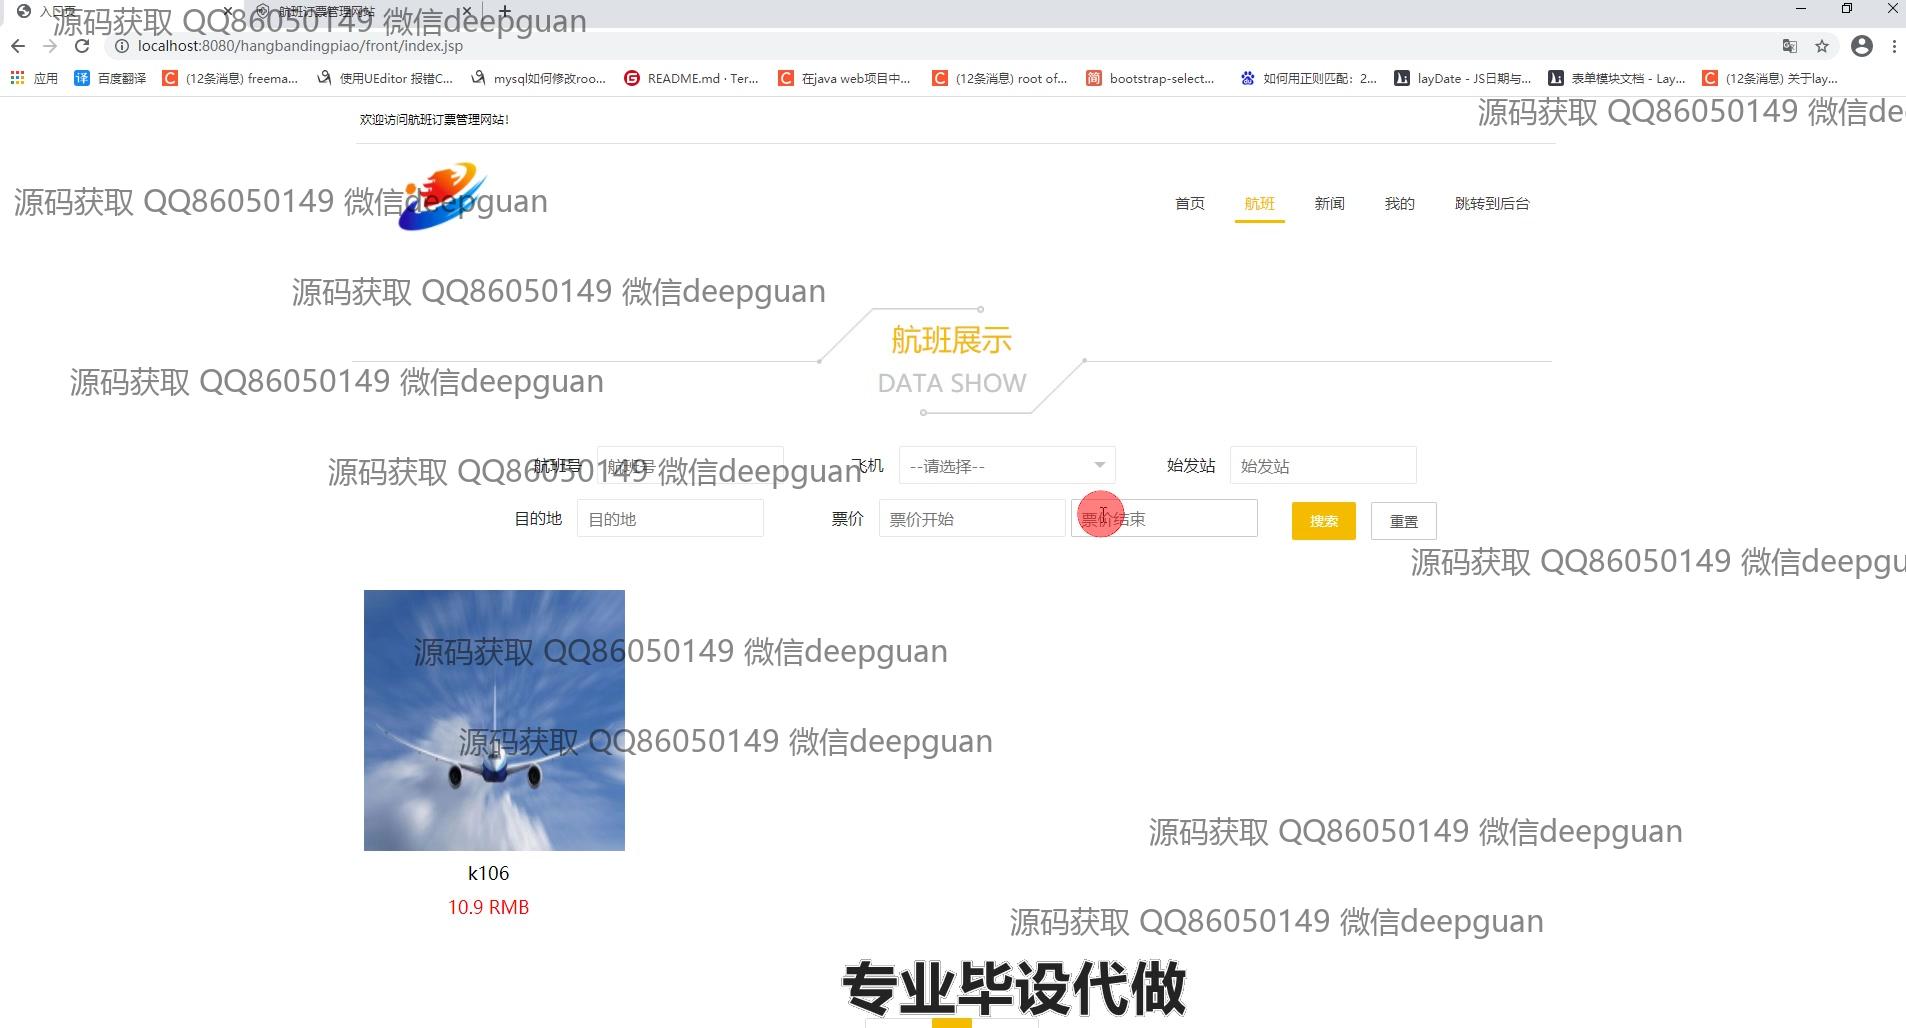 入口页
航班订票管理网站
源码获取 QQ86050149 微信deepguan
localhost:8080/hangbandingpiao/front/index.jsp
应用 百度翻译 (12条消息) freema... 使用UEditor 报错C... mysql如何修改roo... README.md · Ter... 在java web项目中... (12条消息) root of... bootstrap-select... 如何用正则匹配：2... layDate - JS日期与... 表单模块文档 - Lay... (12条消息) 关于lay...
源码获取 QQ86050149 微信de
欢迎访问航班订票管理网站!
源码获取 QQ86050149 微信deepguan
首页 航班 新闻 我的 跳转到后台
源码获取 QQ86050149 微信deepguan
航班展示
源码获取 QQ86050149 微信deepguan
DATA SHOW
航班号 航班号 飞机 --请选择-- 始发站 始发站
源码获取 QQ86050149 微信deepguan
目的地 目的地 票价 票价开始 票价结束 搜索 重置
源码获取 QQ86050149 微信deepgu
源码获取 QQ86050149 微信deepguan
源码获取 QQ86050149 微信deepguan
源码获取 QQ86050149 微信deepguan
k106
10.9 RMB
源码获取 QQ86050149 微信deepguan
专业毕设代做